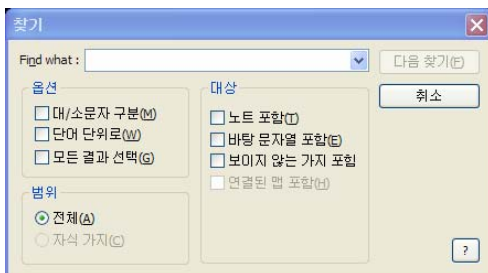 찾기
Find what :
다음 찾기(F)
취소
옵션
대/소문자 구분(M)
단어 단위로(W)
모든 결과 선택(G)
대상
노트 포함(T)
바탕 문자열 포함(E)
보이지 않는 가지 포힘
연결된 맵 포함(H)
범위
전체(A)
자식 가지(C)
?